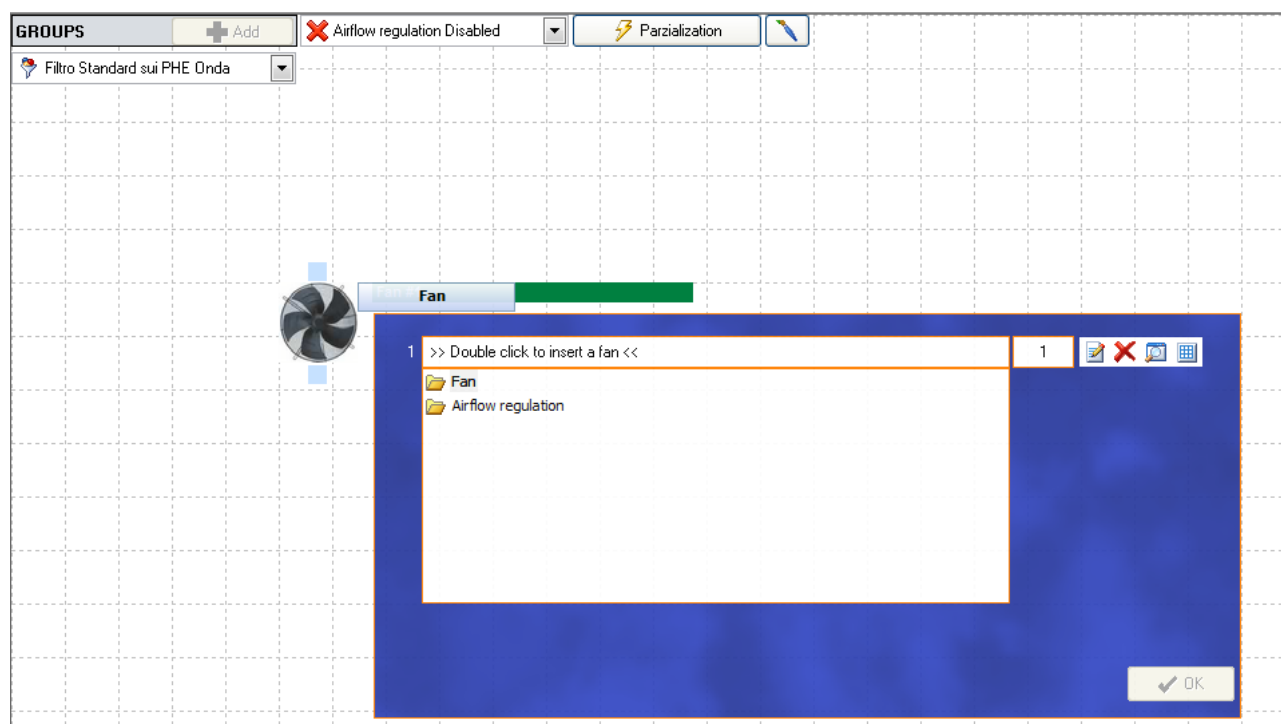 GROUPS Add Airflow regulation Disabled Parzialization
Filtro Standard sui PHE Onda
Fan
1 >> Double click to insert a fan << 1
Fan
Airflow regulation
OK